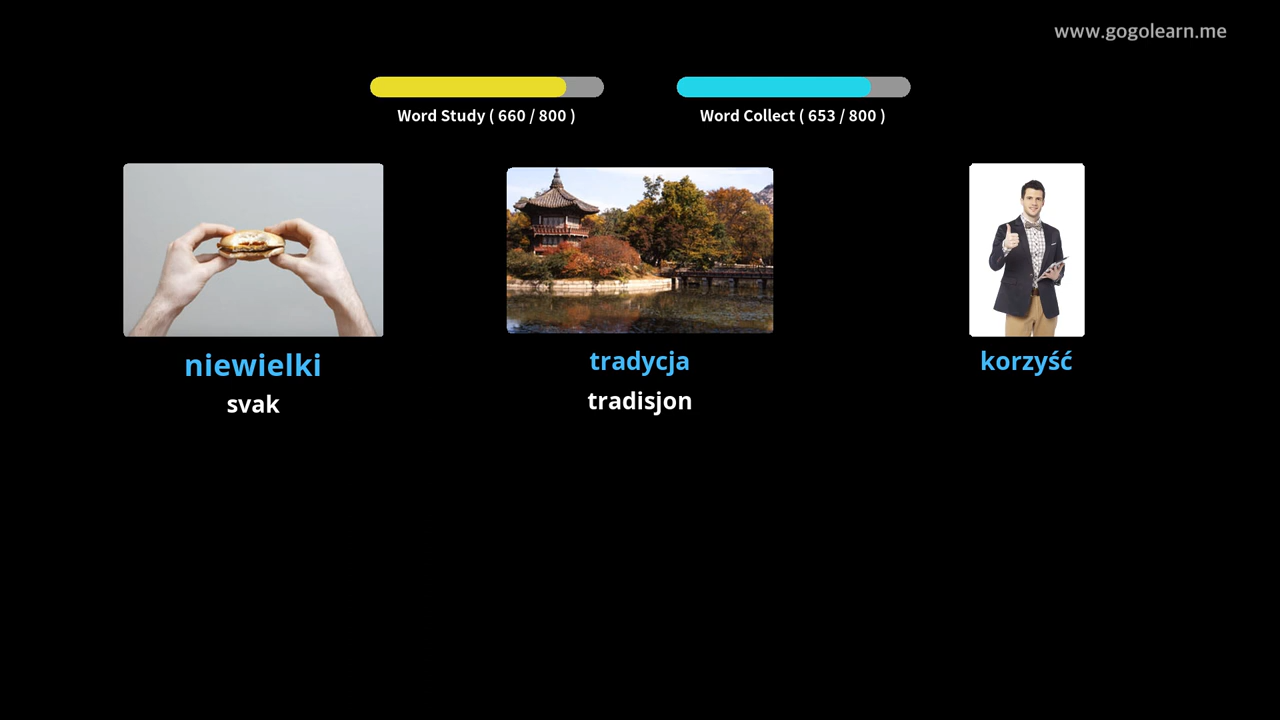 www.gogolearn.me
Word Study ( 660 / 800 )
Word Collect ( 653 / 800 )
niewielki
svak
tradycja
tradisjon
korzyść